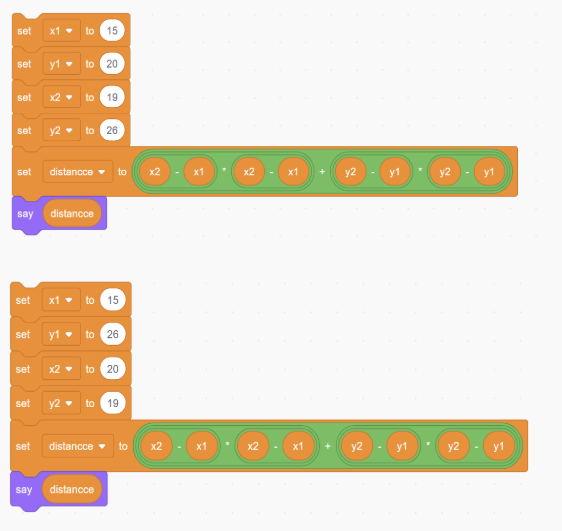 set x1 to 15
set y1 to 20
set x2 to 19
set y2 to 26
set distancce to x2 - x1 * x2 - x1 + y2 - y1 * y2 - y1
say distancce
set x1 to 15
set y1 to 26
set x2 to 20
set y2 to 19
set distancce to x2 - x1 * x2 - x1 + y2 - y1 * y2 - y1
say distancce